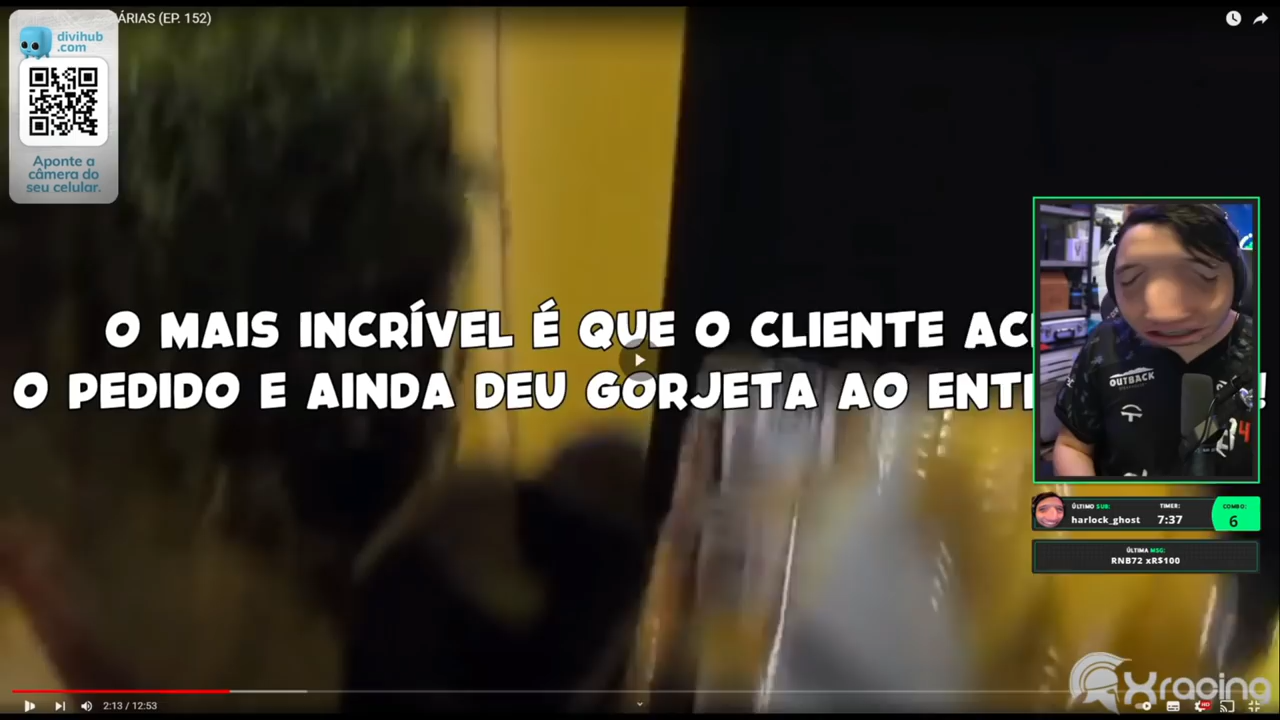 ÁRIAS (EP. 152)
divihub
.com
Aponte a
câmera do
seu celular.
O MAIS INCRÍVEL É QUE O CLIENTE
O PEDIDO E AINDA DEU GORJETA AO
OUTBACK
ÚLTIMO SUB:
harlock_ghost
TIMER:
7:37
COMBO:
6
ÚLTIMA MSG:
RNB72 xR$100
Xracing
2:13 / 12:53
HD